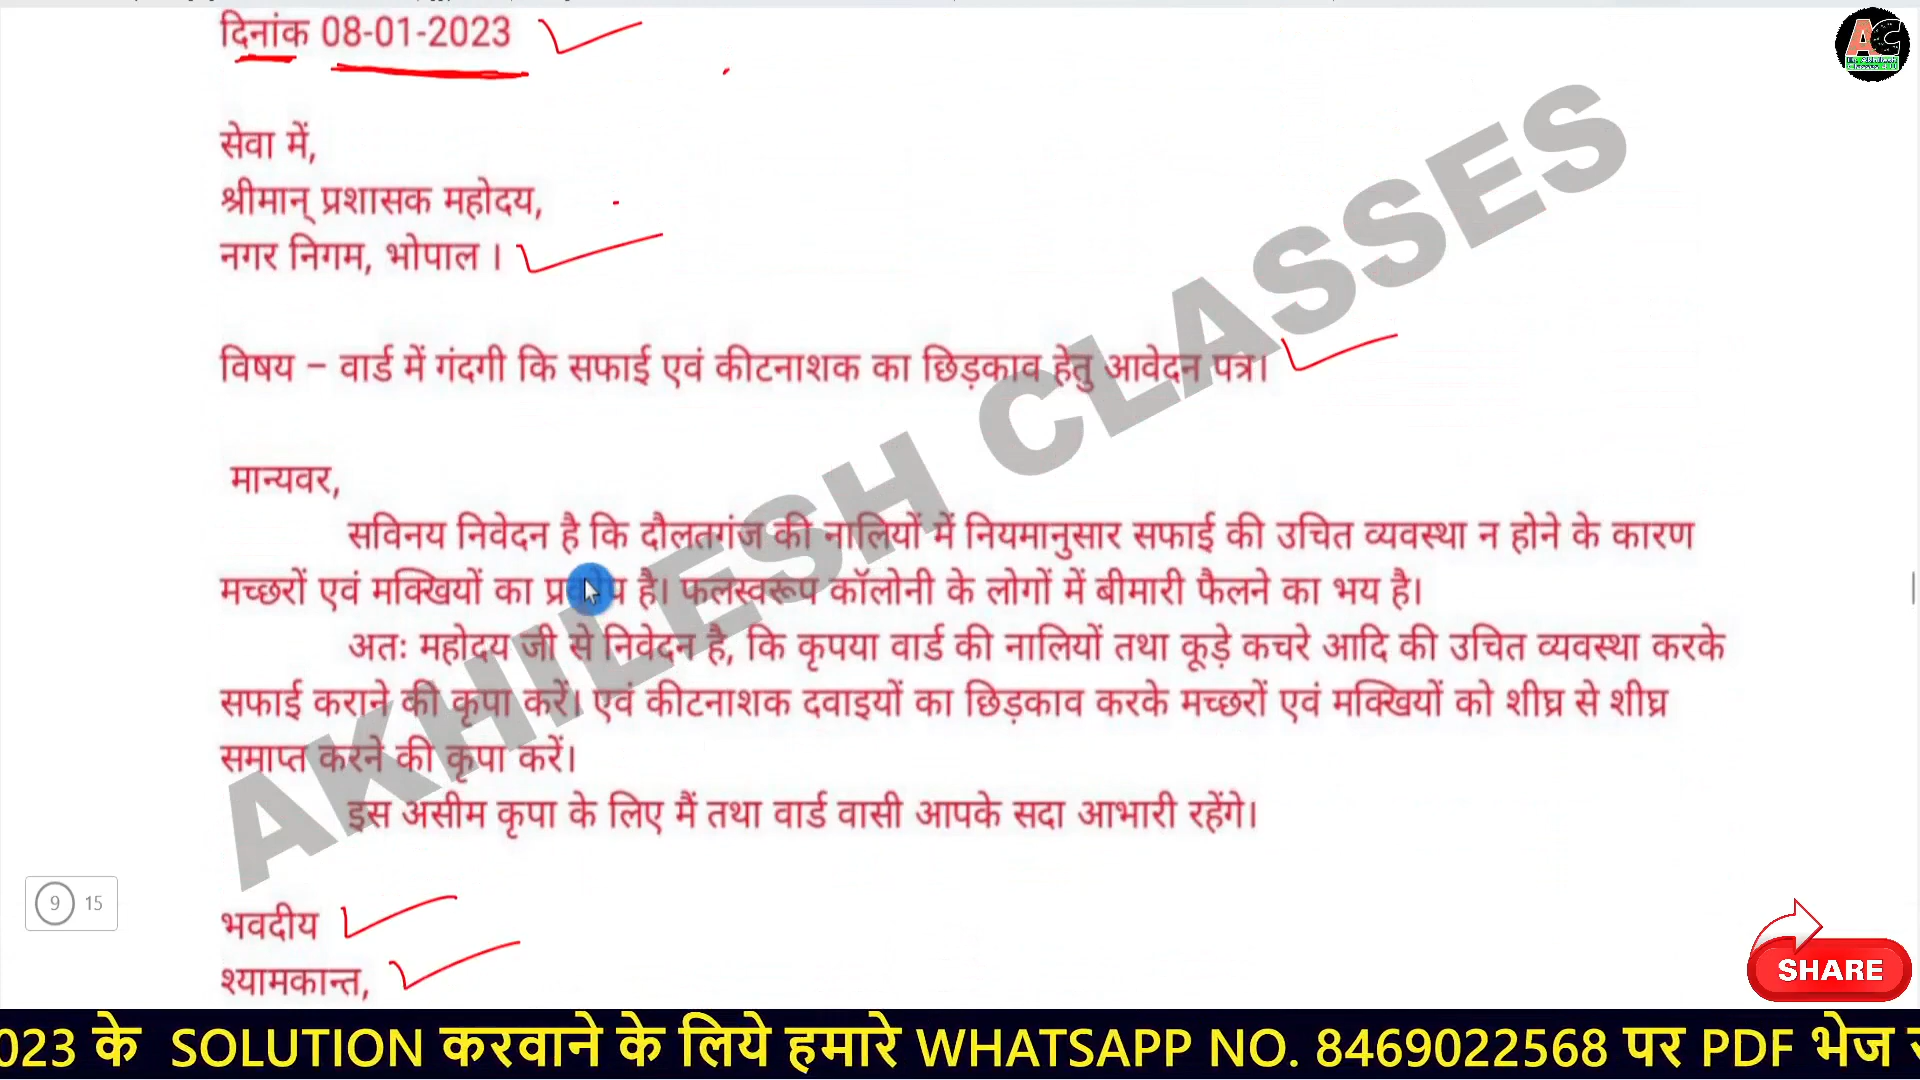 दिनांक 08-01-2023
AC
सेवा में,
श्रीमान् प्रशासक महोदय,
नगर निगम, भोपाल ।
विषय – वार्ड में गंदगी कि सफाई एवं कीटनाशक का छिड़काव हेतु आवेदन पत्र।
मान्यवर,
सविनय निवेदन है कि दौलतगंज की नालियों में नियमानुसार सफाई की उचित व्यवस्था न होने के कारण
मच्छरों एवं मक्खियों का है। फलस्वरूप कॉलोनी के लोगों में बीमारी फैलने का भय है।
अतः महोदय जी से निवेदन है, कि कृपया वार्ड की नालियों तथा कूड़े कचरे आदि की उचित व्यवस्था करके
सफाई कराने की कृपा करें। एवं कीटनाशक दवाइयों का छिड़काव करके मच्छरों एवं मक्खियों को शीघ्र से शीघ्र
समाप्त करने की कृपा करें।
इस असीम कृपा के लिए मैं तथा वार्ड वासी आपके सदा आभारी रहेंगे।
भवदीय
श्यामकान्त,
AKHILESH CLASSES
9 15
SHARE
023 के SOLUTION करवाने के लिये हमारे WHATSAPP NO. 8469022568 पर PDF भेज